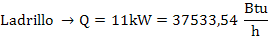 Ladrillo → Q = 11kW = 37533,54 Btu/h